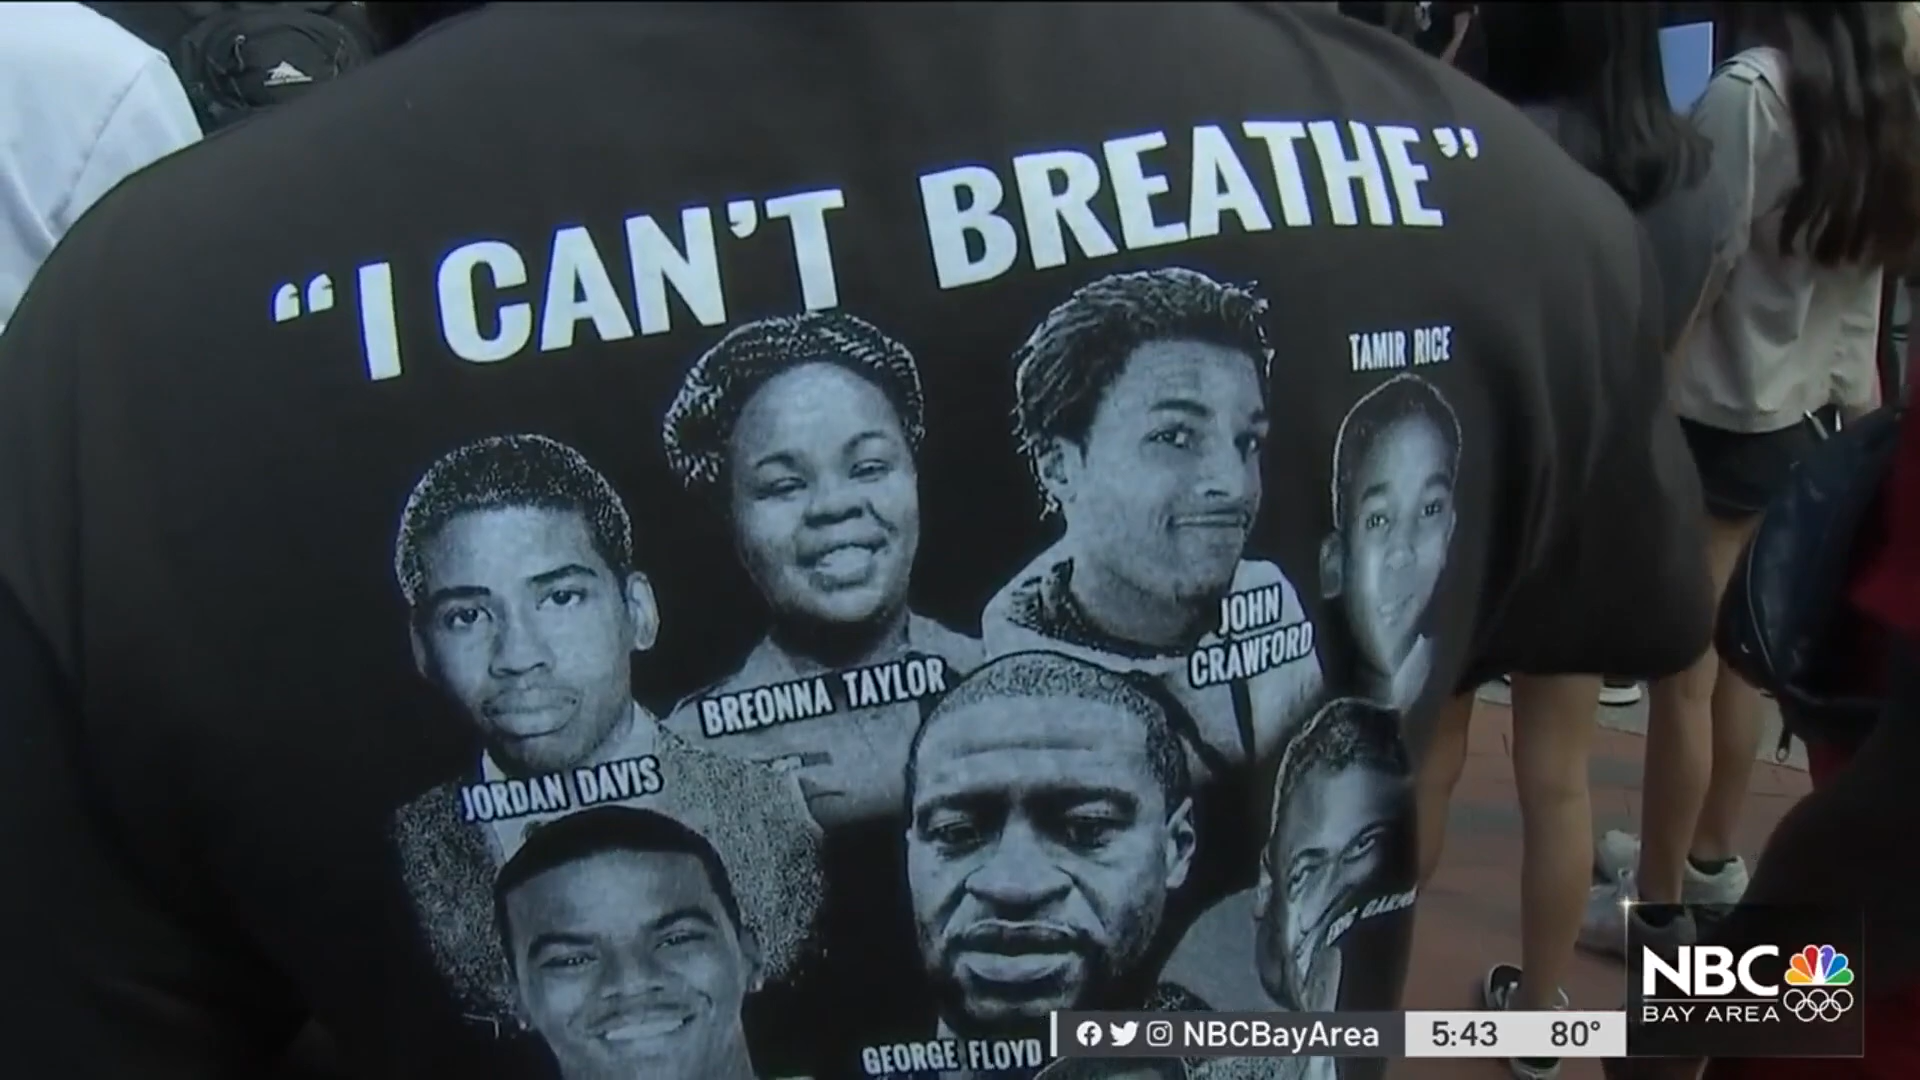 “I CAN'T BREATHE”
TAMIR RICE
JOHN
CRAWFORD
BREONNA TAYLOR
JORDAN DAVIS
GEORGE FLOYD
NBCBayArea
5:43 80°
NBC
BAY AREA